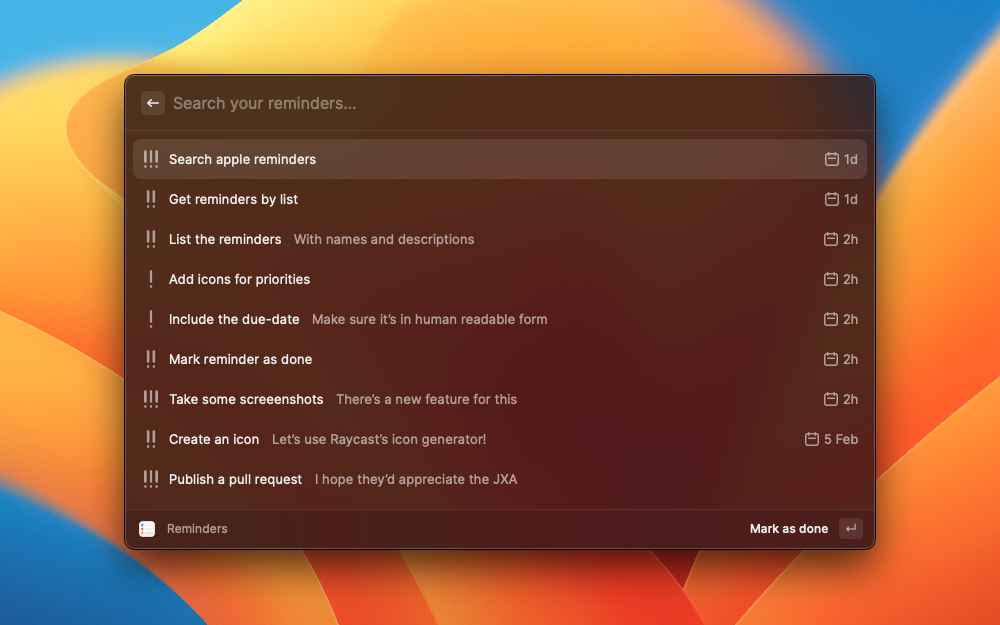 Search your reminders...
!!! Search apple reminders 1d
!! Get reminders by list 1d
!! List the reminders With names and descriptions 2h
! Add icons for priorities 2h
! Include the due-date Make sure it's in human readable form 2h
!! Mark reminder as done 2h
!!! Take some screeenshots There's a new feature for this 2h
!! Create an icon Let's use Raycast's icon generator! 5 Feb
!!! Publish a pull request I hope they'd appreciate the JXA
Reminders Mark as done